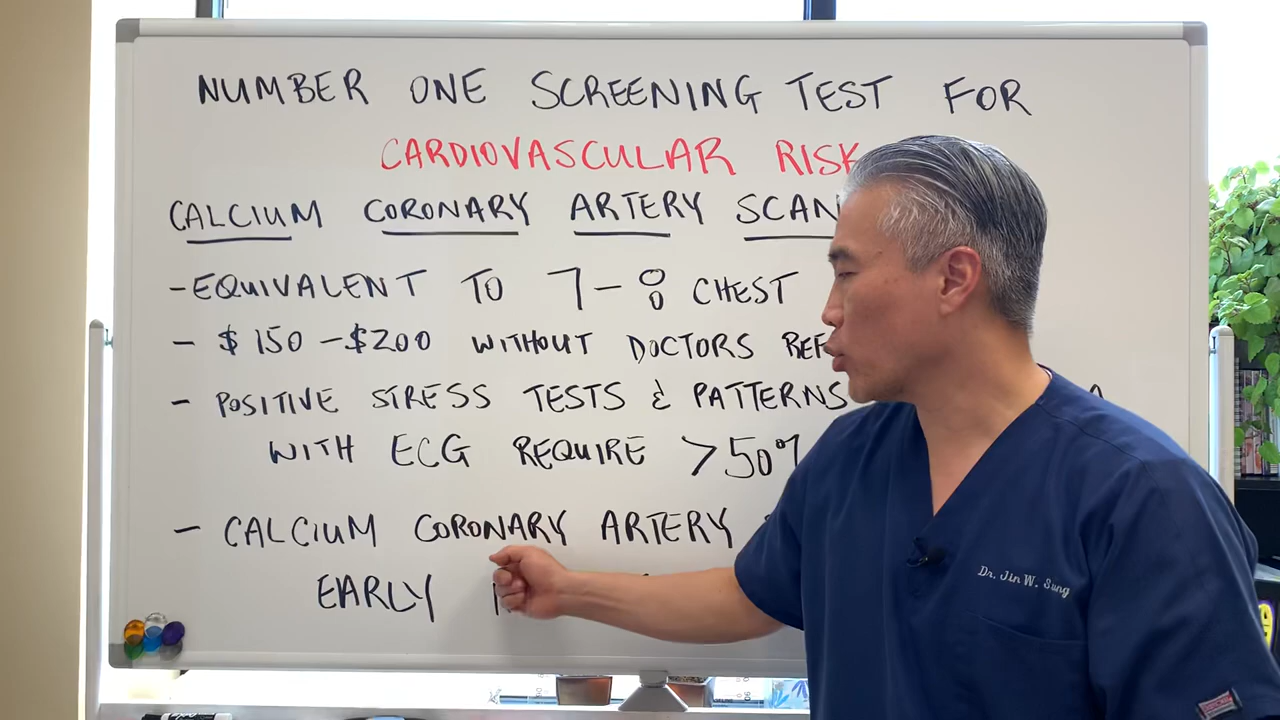 NUMBER ONE SCREENING TEST FOR
CARDIOVASCULAR RISK
CALCIUM CORONARY ARTERY SCAN
- EQUIVALENT TO 7-8 CHEST
- $150 - $200 WITHOUT DOCTORS REF
- POSITIVE STRESS TESTS & PATTERNS
WITH ECG REQUIRE >50%
- CALCIUM CORONARY ARTERY
EARLY
Dr. Jin W. Sung